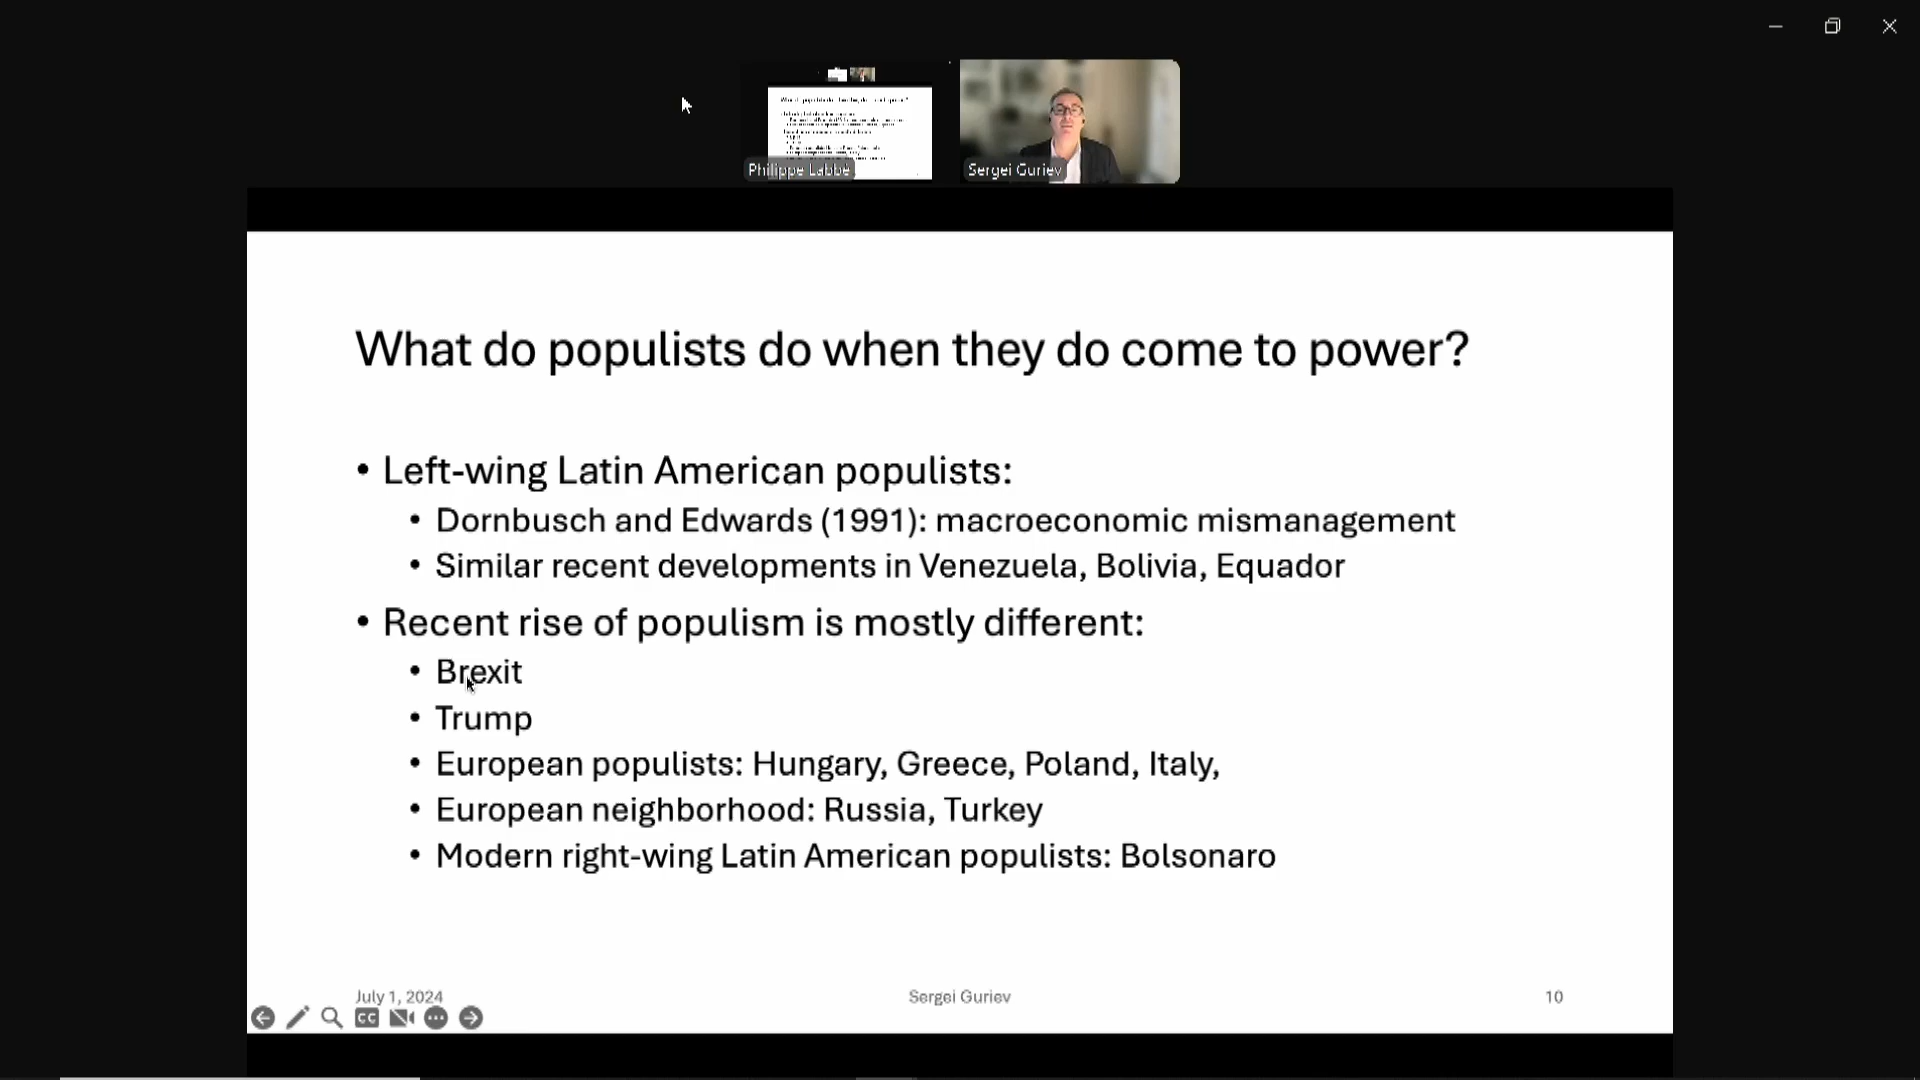 Philippe Labbé
Sergei Guriev
What do populists do when they do come to power?
• Left-wing Latin American populists:
• Dornbusch and Edwards (1991): macroeconomic mismanagement
• Similar recent developments in Venezuela, Bolivia, Equador
• Recent rise of populism is mostly different:
• Brexit
• Trump
• European populists: Hungary, Greece, Poland, Italy,
• European neighborhood: Russia, Turkey
• Modern right-wing Latin American populists: Bolsonaro
July 1, 2024
Sergei Guriev
10
CC